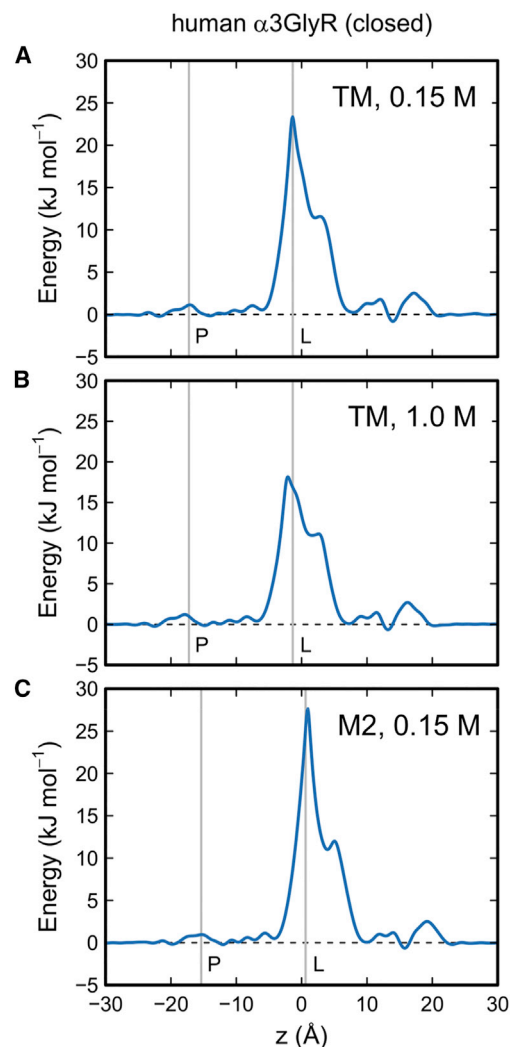 human α3GlyR (closed)
A
TM, 0.15 M
Energy (kJ mol⁻¹)
30
25
20
15
10
5
0
−5
P
L
B
TM, 1.0 M
Energy (kJ mol⁻¹)
30
25
20
15
10
5
0
−5
P
L
C
M2, 0.15 M
Energy (kJ mol⁻¹)
30
25
20
15
10
5
0
−5
P
L
−30 −20 −10 0 10 20 30
z (Å)